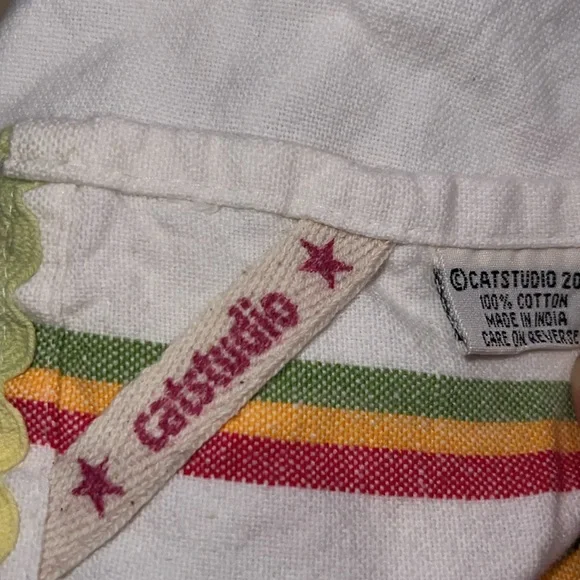 catstudio
©CATSTUDIO 20
100% COTTON
MADE IN INDIA
CARE ON REVERSE